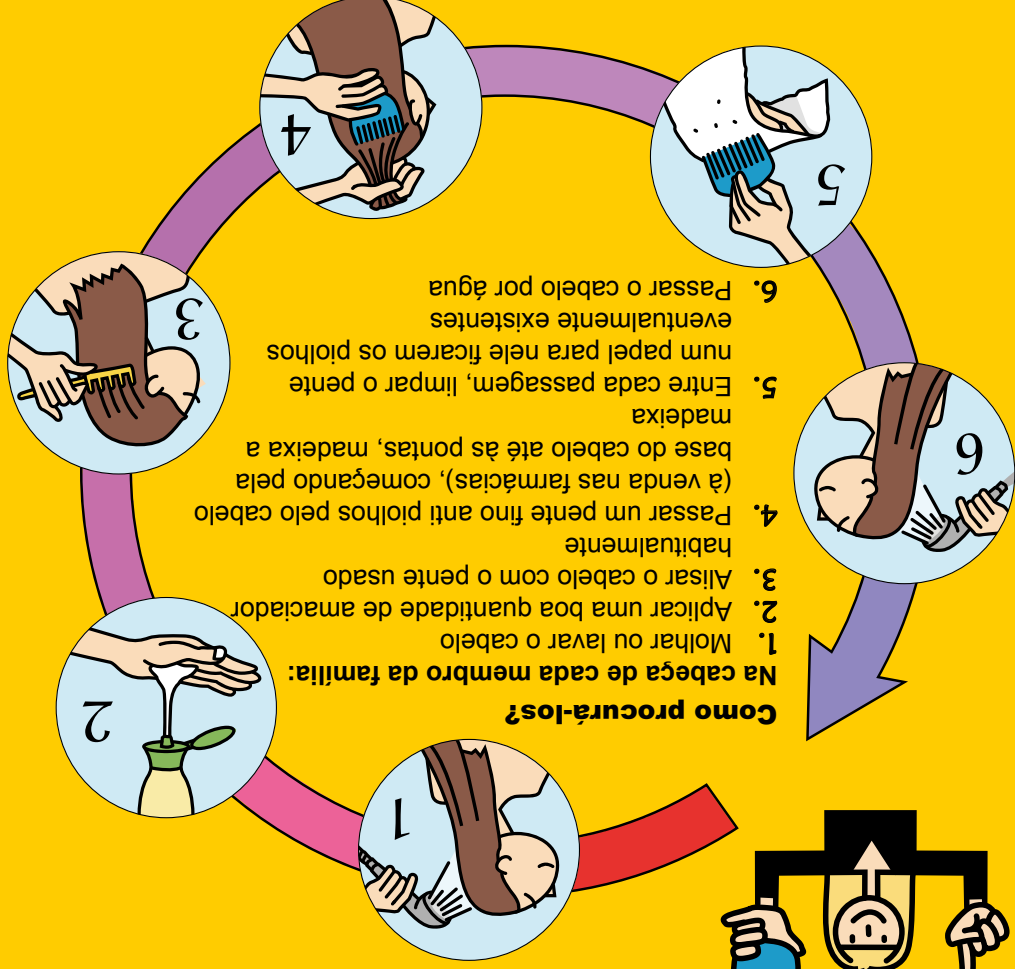 Como procurá-los?
Na cabeça de cada membro da família:
1. Molhar ou lavar o cabelo
2. Aplicar uma boa quantidade de amaciador
3. Alisar o cabelo com o pente usado
habitualmente
4. Passar um pente fino anti piolhos pelo cabelo
(à venda nas farmácias), começando pela
base do cabelo até às pontas, madeixa a
madeixa
5. Entre cada passagem, limpar o pente
num papel para nele ficarem os piolhos
eventualmente existentes
6. Passar o cabelo por água
1
2
3
4
5
6